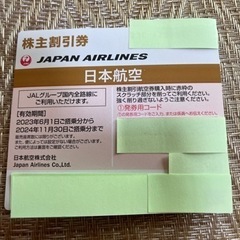 株主割引券
JAPAN AIRLINES
日本航空
JALグループ国内全路線に
ご利用いただけます。
[有効期間]
2023年6月1日ご搭乗分から
2024年11月30日ご搭乗分まで
日本航空株式会社
Japan Airlines Co.,Ltd.
株主割引航空券購入時に赤枠の
スクラッチ部分を削ってご利用ください。
強く削り過ぎないようご注意ください。
①発券用コード